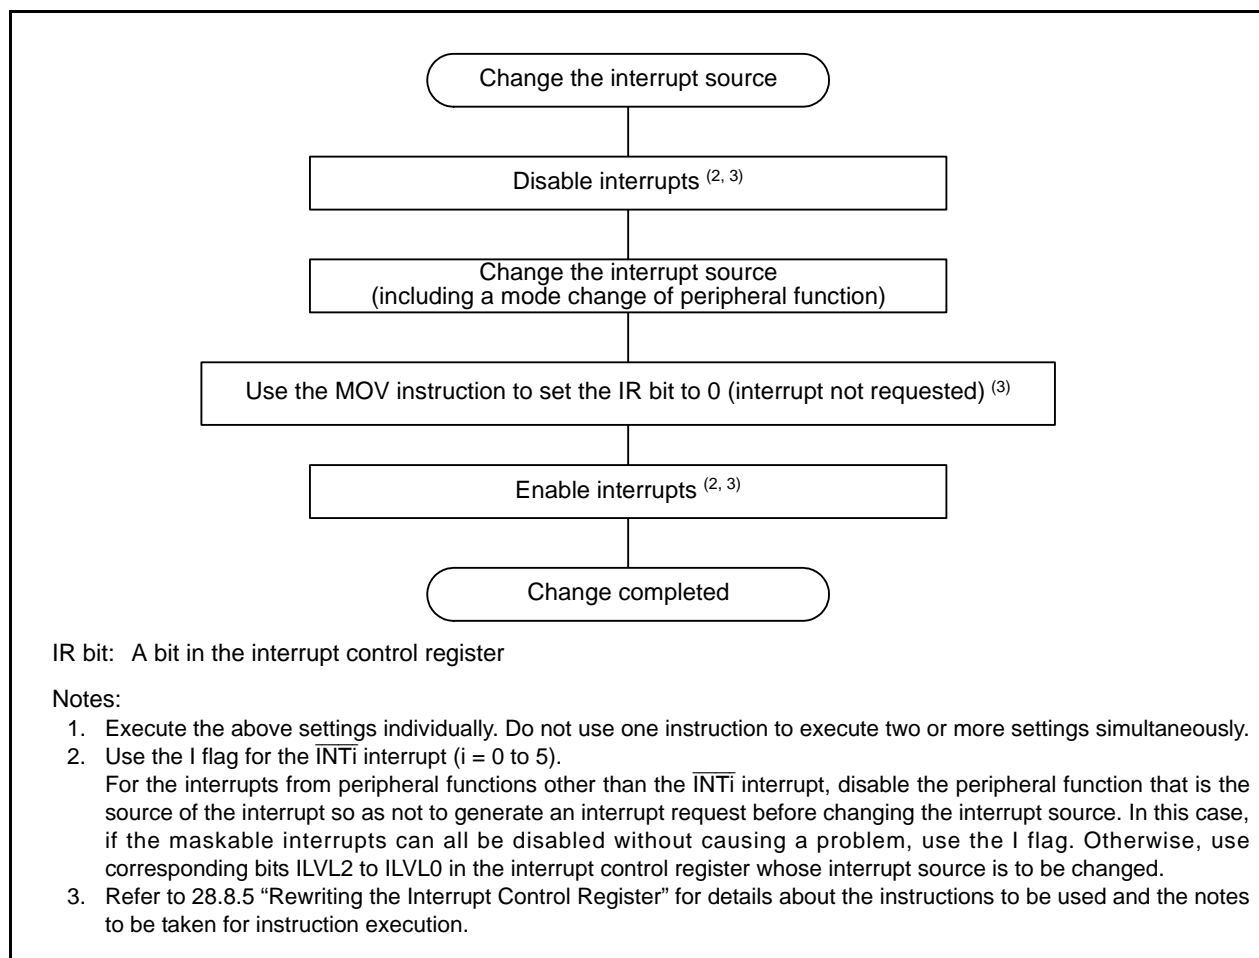 Change the interrupt source
Disable interrupts (2, 3)
Change the interrupt source
(including a mode change of peripheral function)
Use the MOV instruction to set the IR bit to 0 (interrupt not requested) (3)
Enable interrupts (2, 3)
Change completed
IR bit: A bit in the interrupt control register
Notes:
1. Execute the above settings individually. Do not use one instruction to execute two or more settings simultaneously.
2. Use the I flag for the I̅N̅T̅i̅ interrupt (i = 0 to 5).
For the interrupts from peripheral functions other than the I̅N̅T̅i̅ interrupt, disable the peripheral function that is the
source of the interrupt so as not to generate an interrupt request before changing the interrupt source. In this case,
if the maskable interrupts can all be disabled without causing a problem, use the I flag. Otherwise, use
corresponding bits ILVL2 to ILVL0 in the interrupt control register whose interrupt source is to be changed.
3. Refer to 28.8.5 “Rewriting the Interrupt Control Register” for details about the instructions to be used and the notes
to be taken for instruction execution.